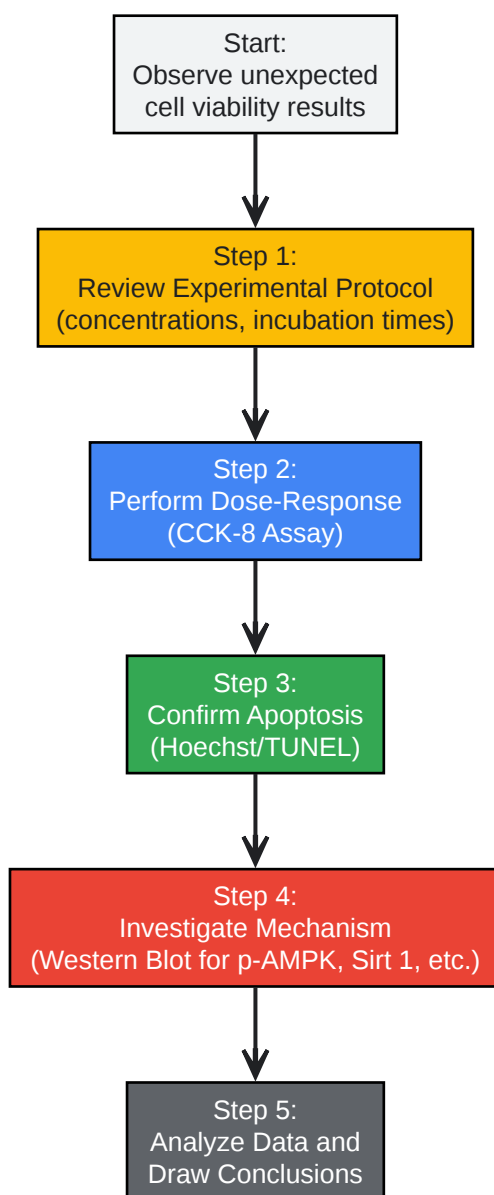 Start:
Observe unexpected
cell viability results
Step 1:
Review Experimental Protocol
(concentrations, incubation times)
Step 2:
Perform Dose-Response
(CCK-8 Assay)
Step 3:
Confirm Apoptosis
(Hoechst/TUNEL)
Step 4:
Investigate Mechanism
(Western Blot for p-AMPK, Sirt 1, etc.)
Step 5:
Analyze Data and
Draw Conclusions